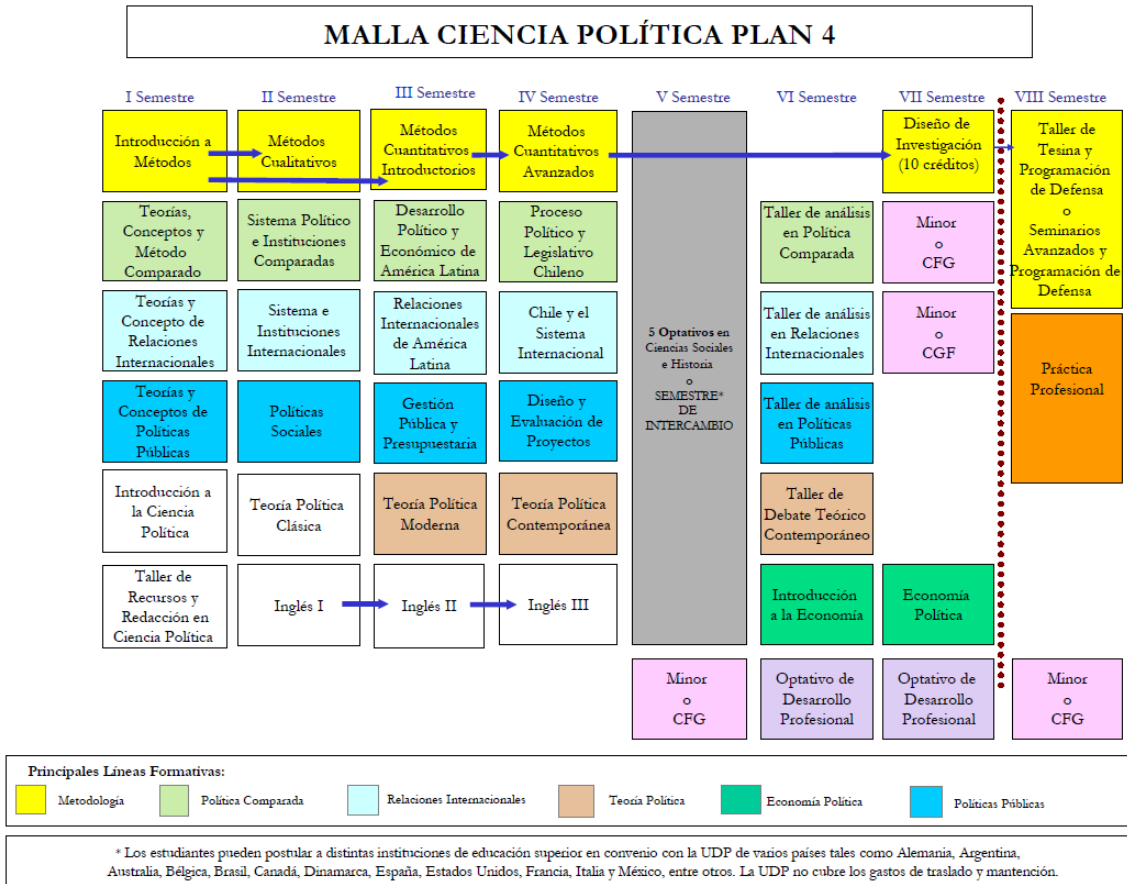 MALLA CIENCIA POLÍTICA PLAN 4
I Semestre
II Semestre
III Semestre
IV Semestre
V Semestre
VI Semestre
VII Semestre
VIII Semestre
Introducción a
Métodos
Métodos
Cualitativos
Métodos
Cuantitativos
Introductorios
Métodos
Cuantitativos
Avanzados
Diseño de
Investigación
(10 créditos)
Taller de
Tesina y
Programación
de Defensa
o
Seminarios
Avanzados y
Programación de
Defensa
Teorías,
Conceptos y
Método
Comparado
Sistema Político
e Instituciones
Comparadas
Desarrollo
Político y
Económico de
América Latina
Proceso
Político y
Legislativo
Chileno
Taller de análisis
en Política
Comparada
Minor
o
CFG
Teorías y
Concepto de
Relaciones
Internacionales
Sistema e
Instituciones
Internacionales
Relaciones
Internacionales
de América
Latina
Chile y el
Sistema
Internacional
5 Optativos en
Ciencias Sociales
e Historia
o
SEMESTRE*
DE
INTERCAMBIO
Taller de análisis
en Relaciones
Internacionales
Minor
o
CGF
Práctica
Profesional
Teorías y
Conceptos de
Políticas
Públicas
Políticas
Sociales
Gestión
Pública y
Presupuestaria
Diseño y
Evaluación de
Proyectos
Taller de análisis
en Políticas
Públicas
Introducción a
la Ciencia
Política
Teoría Política
Clásica
Teoría Política
Moderna
Teoría Política
Contemporánea
Taller de
Debate Teórico
Contemporáneo
Taller de
Recursos y
Redacción en
Ciencia Política
Inglés I
Inglés II
Inglés III
Introducción
a la Economía
Economía
Política
Minor
o
CFG
Optativo de
Desarrollo
Profesional
Optativo de
Desarrollo
Profesional
Minor
o
CFG
Principales Líneas Formativas:
Metodología
Política Comparada
Relaciones Internacionales
Teoría Política
Economía Política
Políticas Públicas
* Los estudiantes pueden postular a distintas instituciones de educación superior en convenio con la UDP de varios países tales como Alemania, Argentina,
Australia, Bélgica, Brasil, Canadá, Dinamarca, España, Estados Unidos, Francia, Italia y México, entre otros. La UDP no cubre los gastos de traslado y mantención.